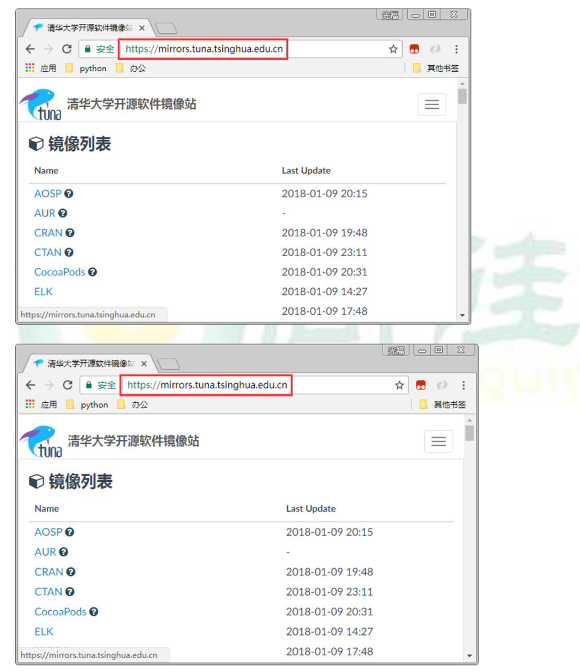 清华大学开源软件镜像站
安全 https://mirrors.tuna.tsinghua.edu.cn
应用 python 办公 其他书签
tuna 清华大学开源软件镜像站
镜像列表
Name Last Update
AOSP 2018-01-09 20:15
AUR -
CRAN 2018-01-09 19:48
CTAN 2018-01-09 23:11
CocoaPods 2018-01-09 20:31
ELK 2018-01-09 14:27
https://mirrors.tuna.tsinghua.edu.cn 2018-01-09 17:48
清华大学开源软件镜像
安全 https://mirrors.tuna.tsinghua.edu.cn
应用 python 办公 其他书签
tuna 清华大学开源软件镜像站
镜像列表
Name Last Update
AOSP 2018-01-09 20:15
AUR -
CRAN 2018-01-09 19:48
CTAN 2018-01-09 23:11
CocoaPods 2018-01-09 20:31
ELK 2018-01-09 14:27
https://mirrors.tuna.tsinghua.edu.cn 2018-01-09 17:48